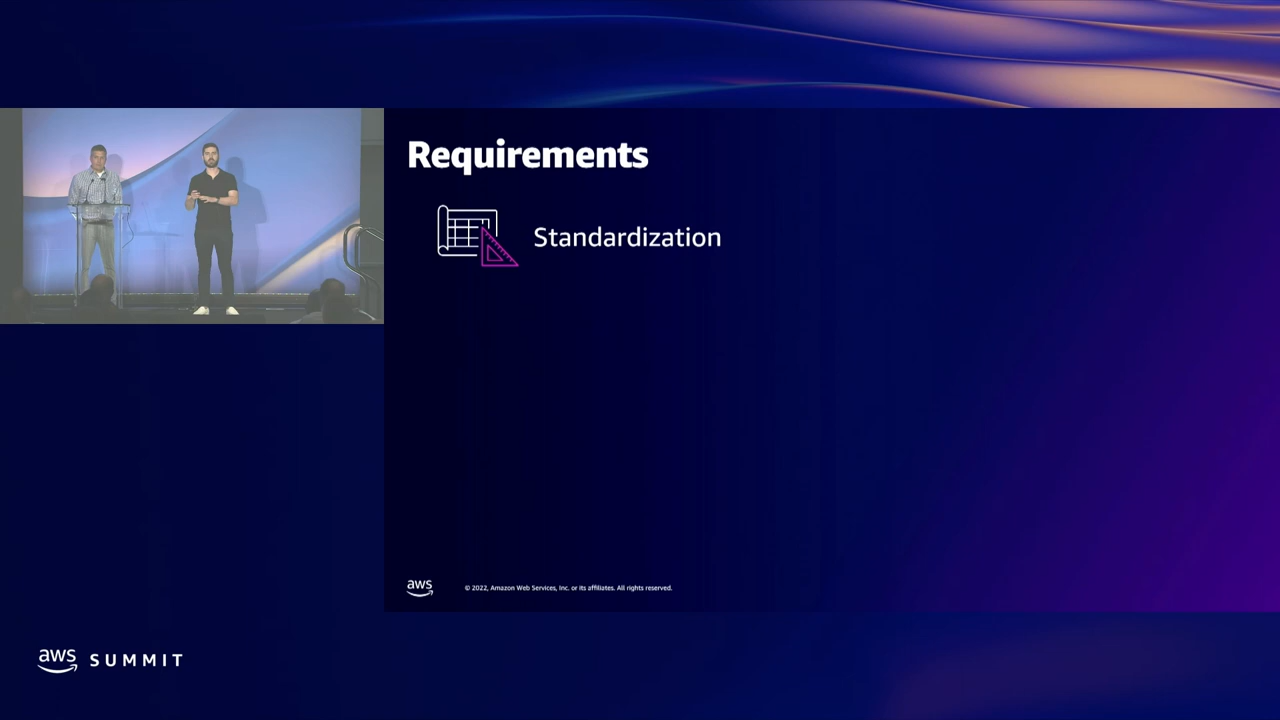 Requirements
Standardization
aws
© 2022, Amazon Web Services, Inc. or its affiliates. All rights reserved.
aws SUMMIT